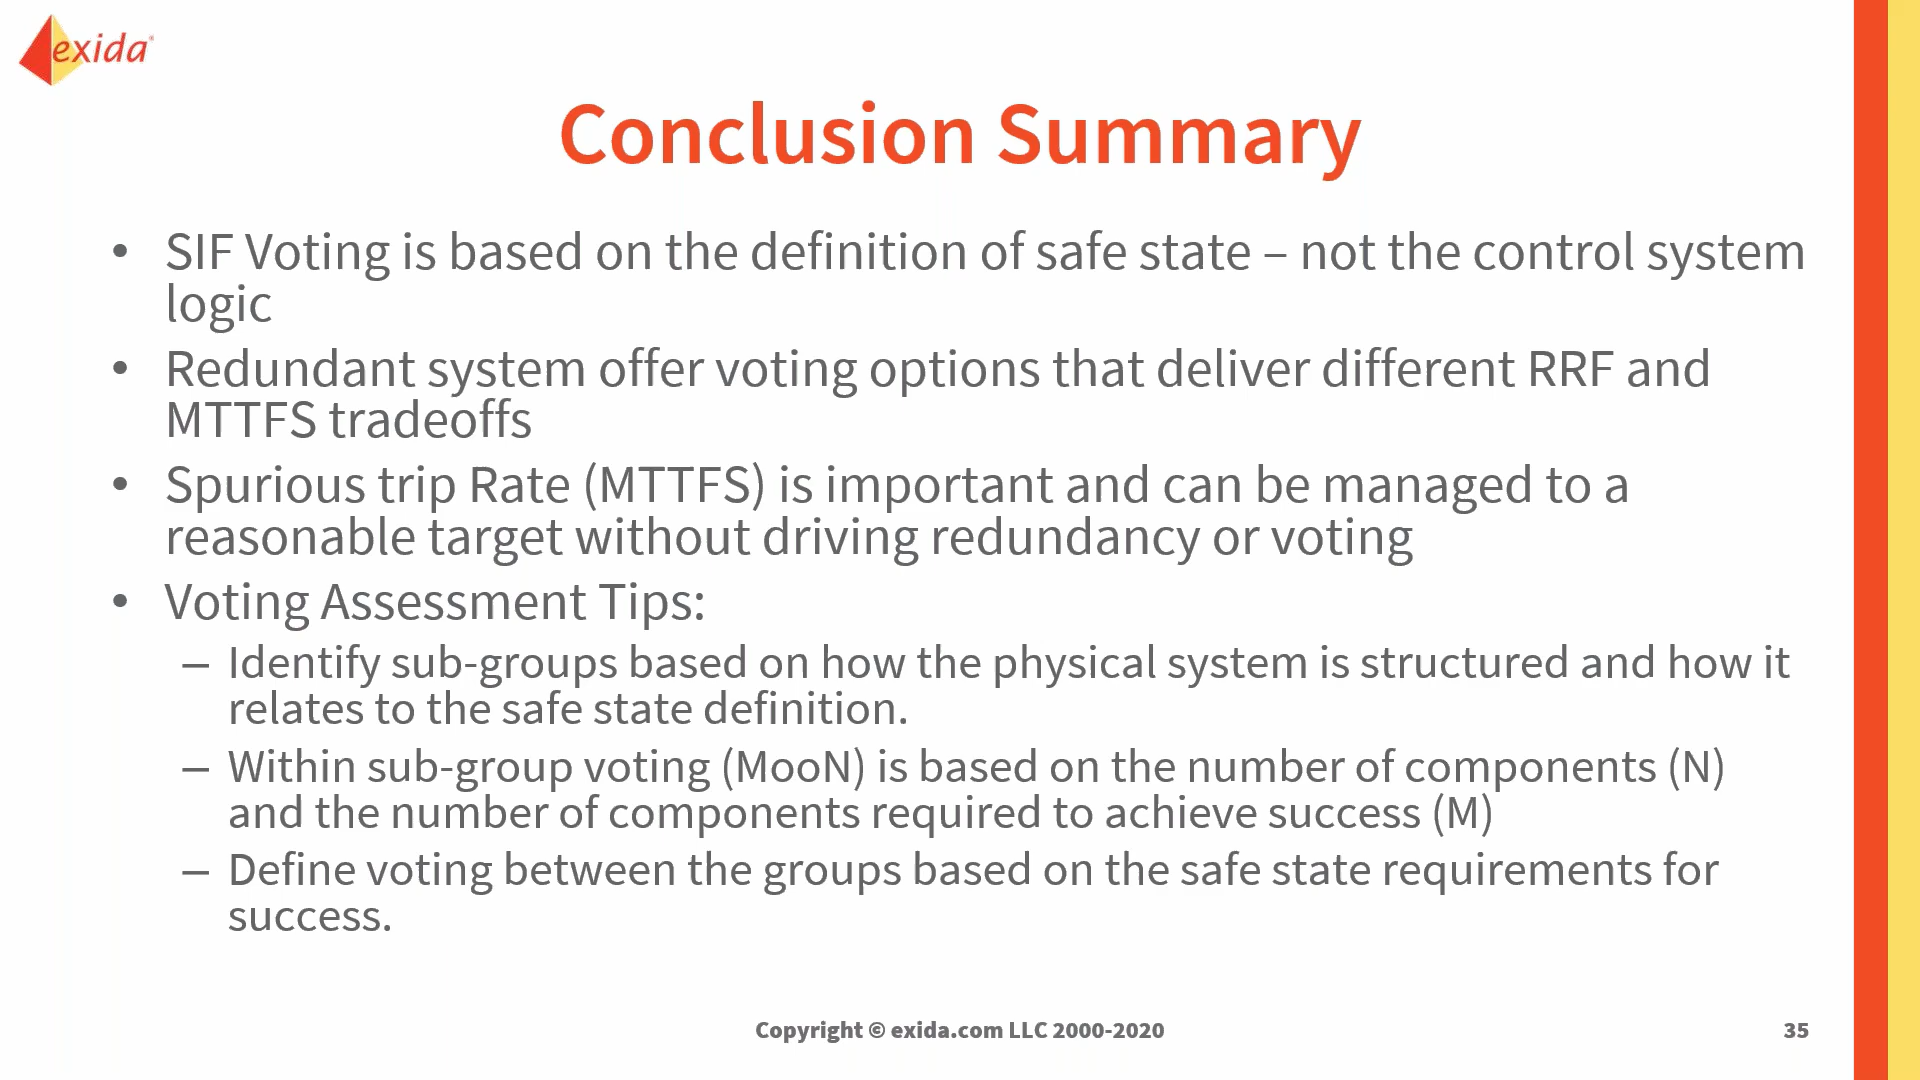 exida
Conclusion Summary
• SIF Voting is based on the definition of safe state – not the control system
logic
• Redundant system offer voting options that deliver different RRF and
MTTFS tradeoffs
• Spurious trip Rate (MTTFS) is important and can be managed to a
reasonable target without driving redundancy or voting
• Voting Assessment Tips:
– Identify sub-groups based on how the physical system is structured and how it
relates to the safe state definition.
– Within sub-group voting (MooN) is based on the number of components (N)
and the number of components required to achieve success (M)
– Define voting between the groups based on the safe state requirements for
success.
Copyright © exida.com LLC 2000-2020
35